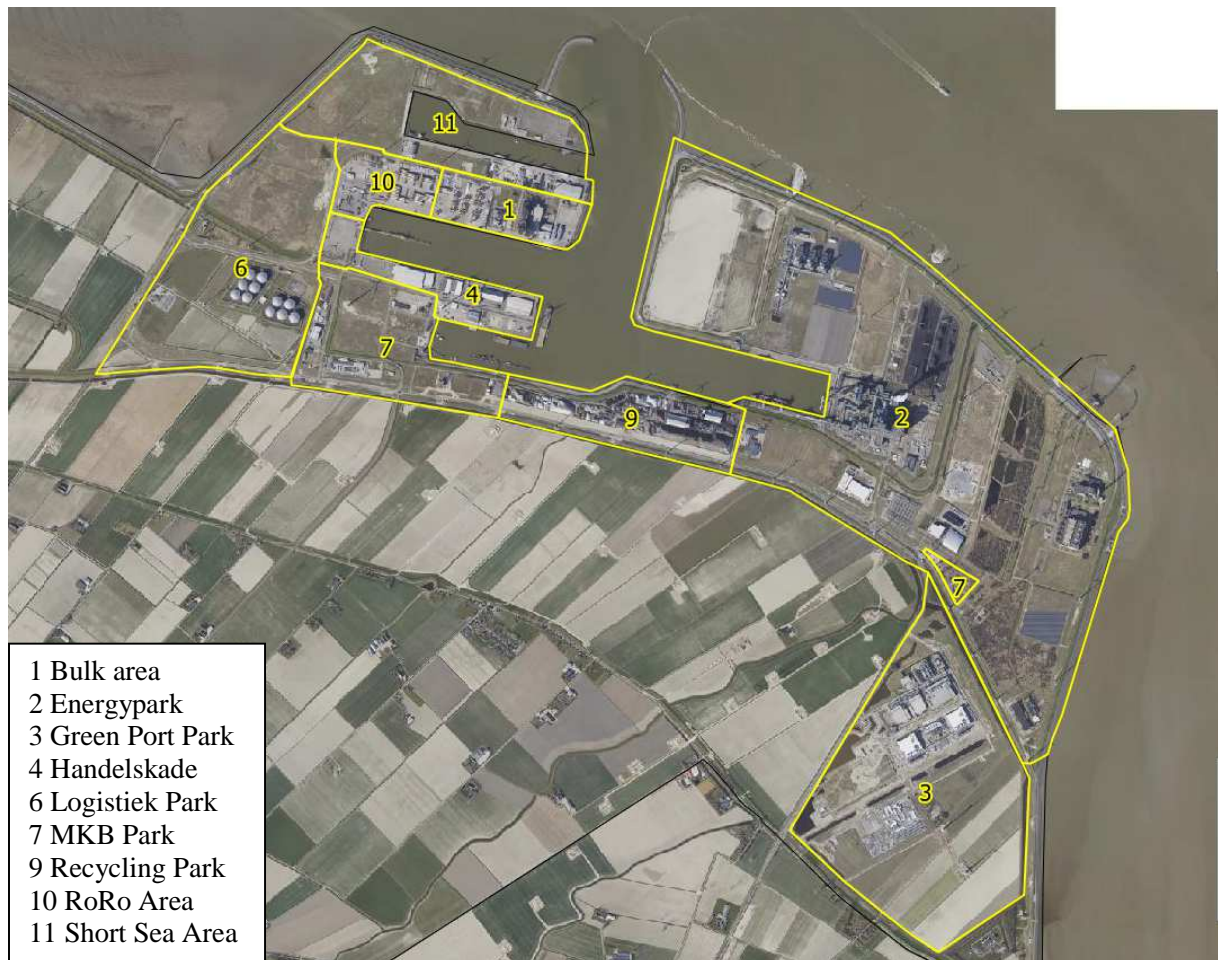 11
10
1
6
4
7
9
2
7
3
1 Bulk area
2 Energypark
3 Green Port Park
4 Handelskade
6 Logistiek Park
7 MKB Park
9 Recycling Park
10 RoRo Area
11 Short Sea Area